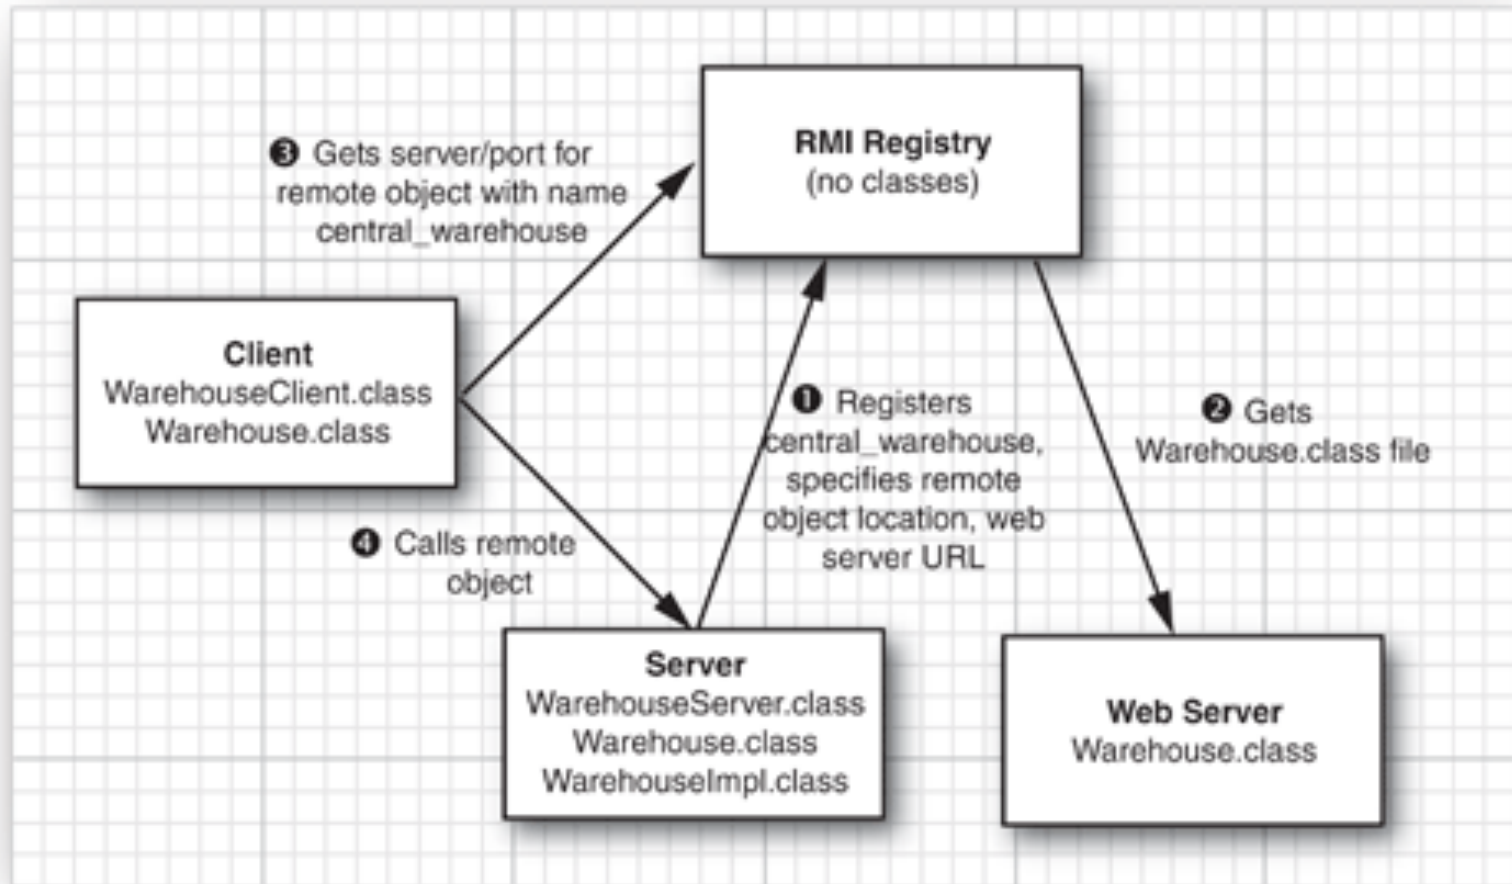 RMI Registry
(no classes)
❸ Gets server/port for
remote object with name
central_warehouse
Client
WarehouseClient.class
Warehouse.class
❶ Registers
central_warehouse,
specifies remote
object location, web
server URL
❷ Gets
Warehouse.class file
❹ Calls remote
object
Server
WarehouseServer.class
Warehouse.class
WarehouseImpl.class
Web Server
Warehouse.class